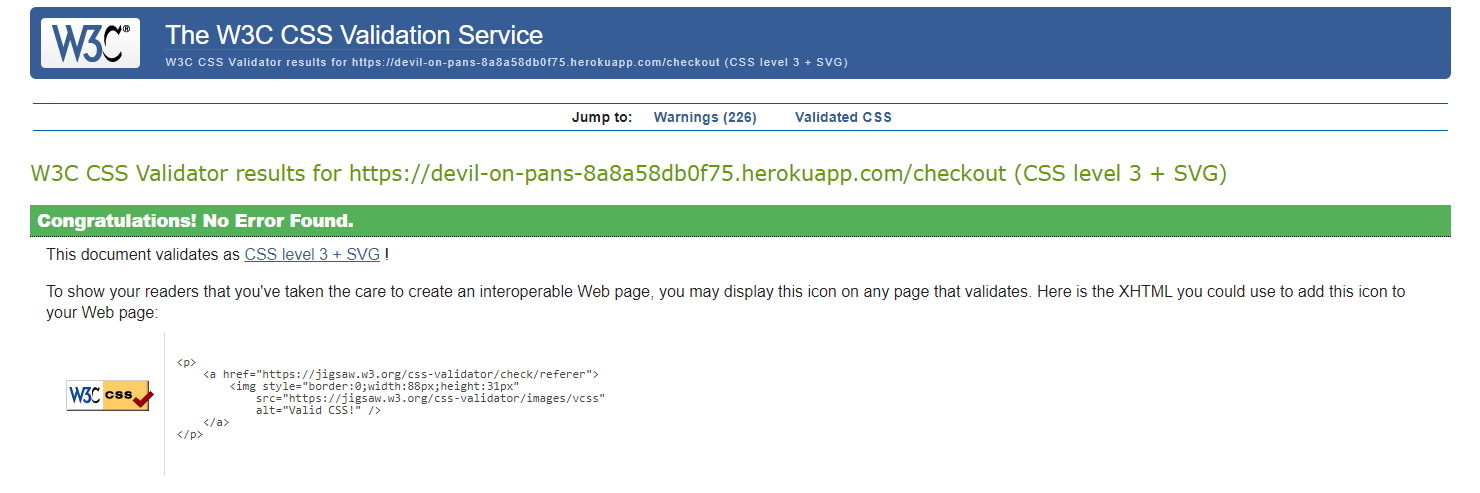 W3C® The W3C CSS Validation Service
W3C CSS Validator results for https://devil-on-pans-8a8a58db0f75.herokuapp.com/checkout (CSS level 3 + SVG)
Jump to: Warnings (226) Validated CSS
W3C CSS Validator results for https://devil-on-pans-8a8a58db0f75.herokuapp.com/checkout (CSS level 3 + SVG)
Congratulations! No Error Found.
This document validates as CSS level 3 + SVG !
To show your readers that you've taken the care to create an interoperable Web page, you may display this icon on any page that validates. Here is the XHTML you could use to add this icon to
your Web page:
W3C css
<p>
    <a href="https://jigsaw.w3.org/css-validator/check/referer">
        <img style="border:0;width:88px;height:31px"
            src="https://jigsaw.w3.org/css-validator/images/vcss"
            alt="Valid CSS!" />
    </a>
</p>